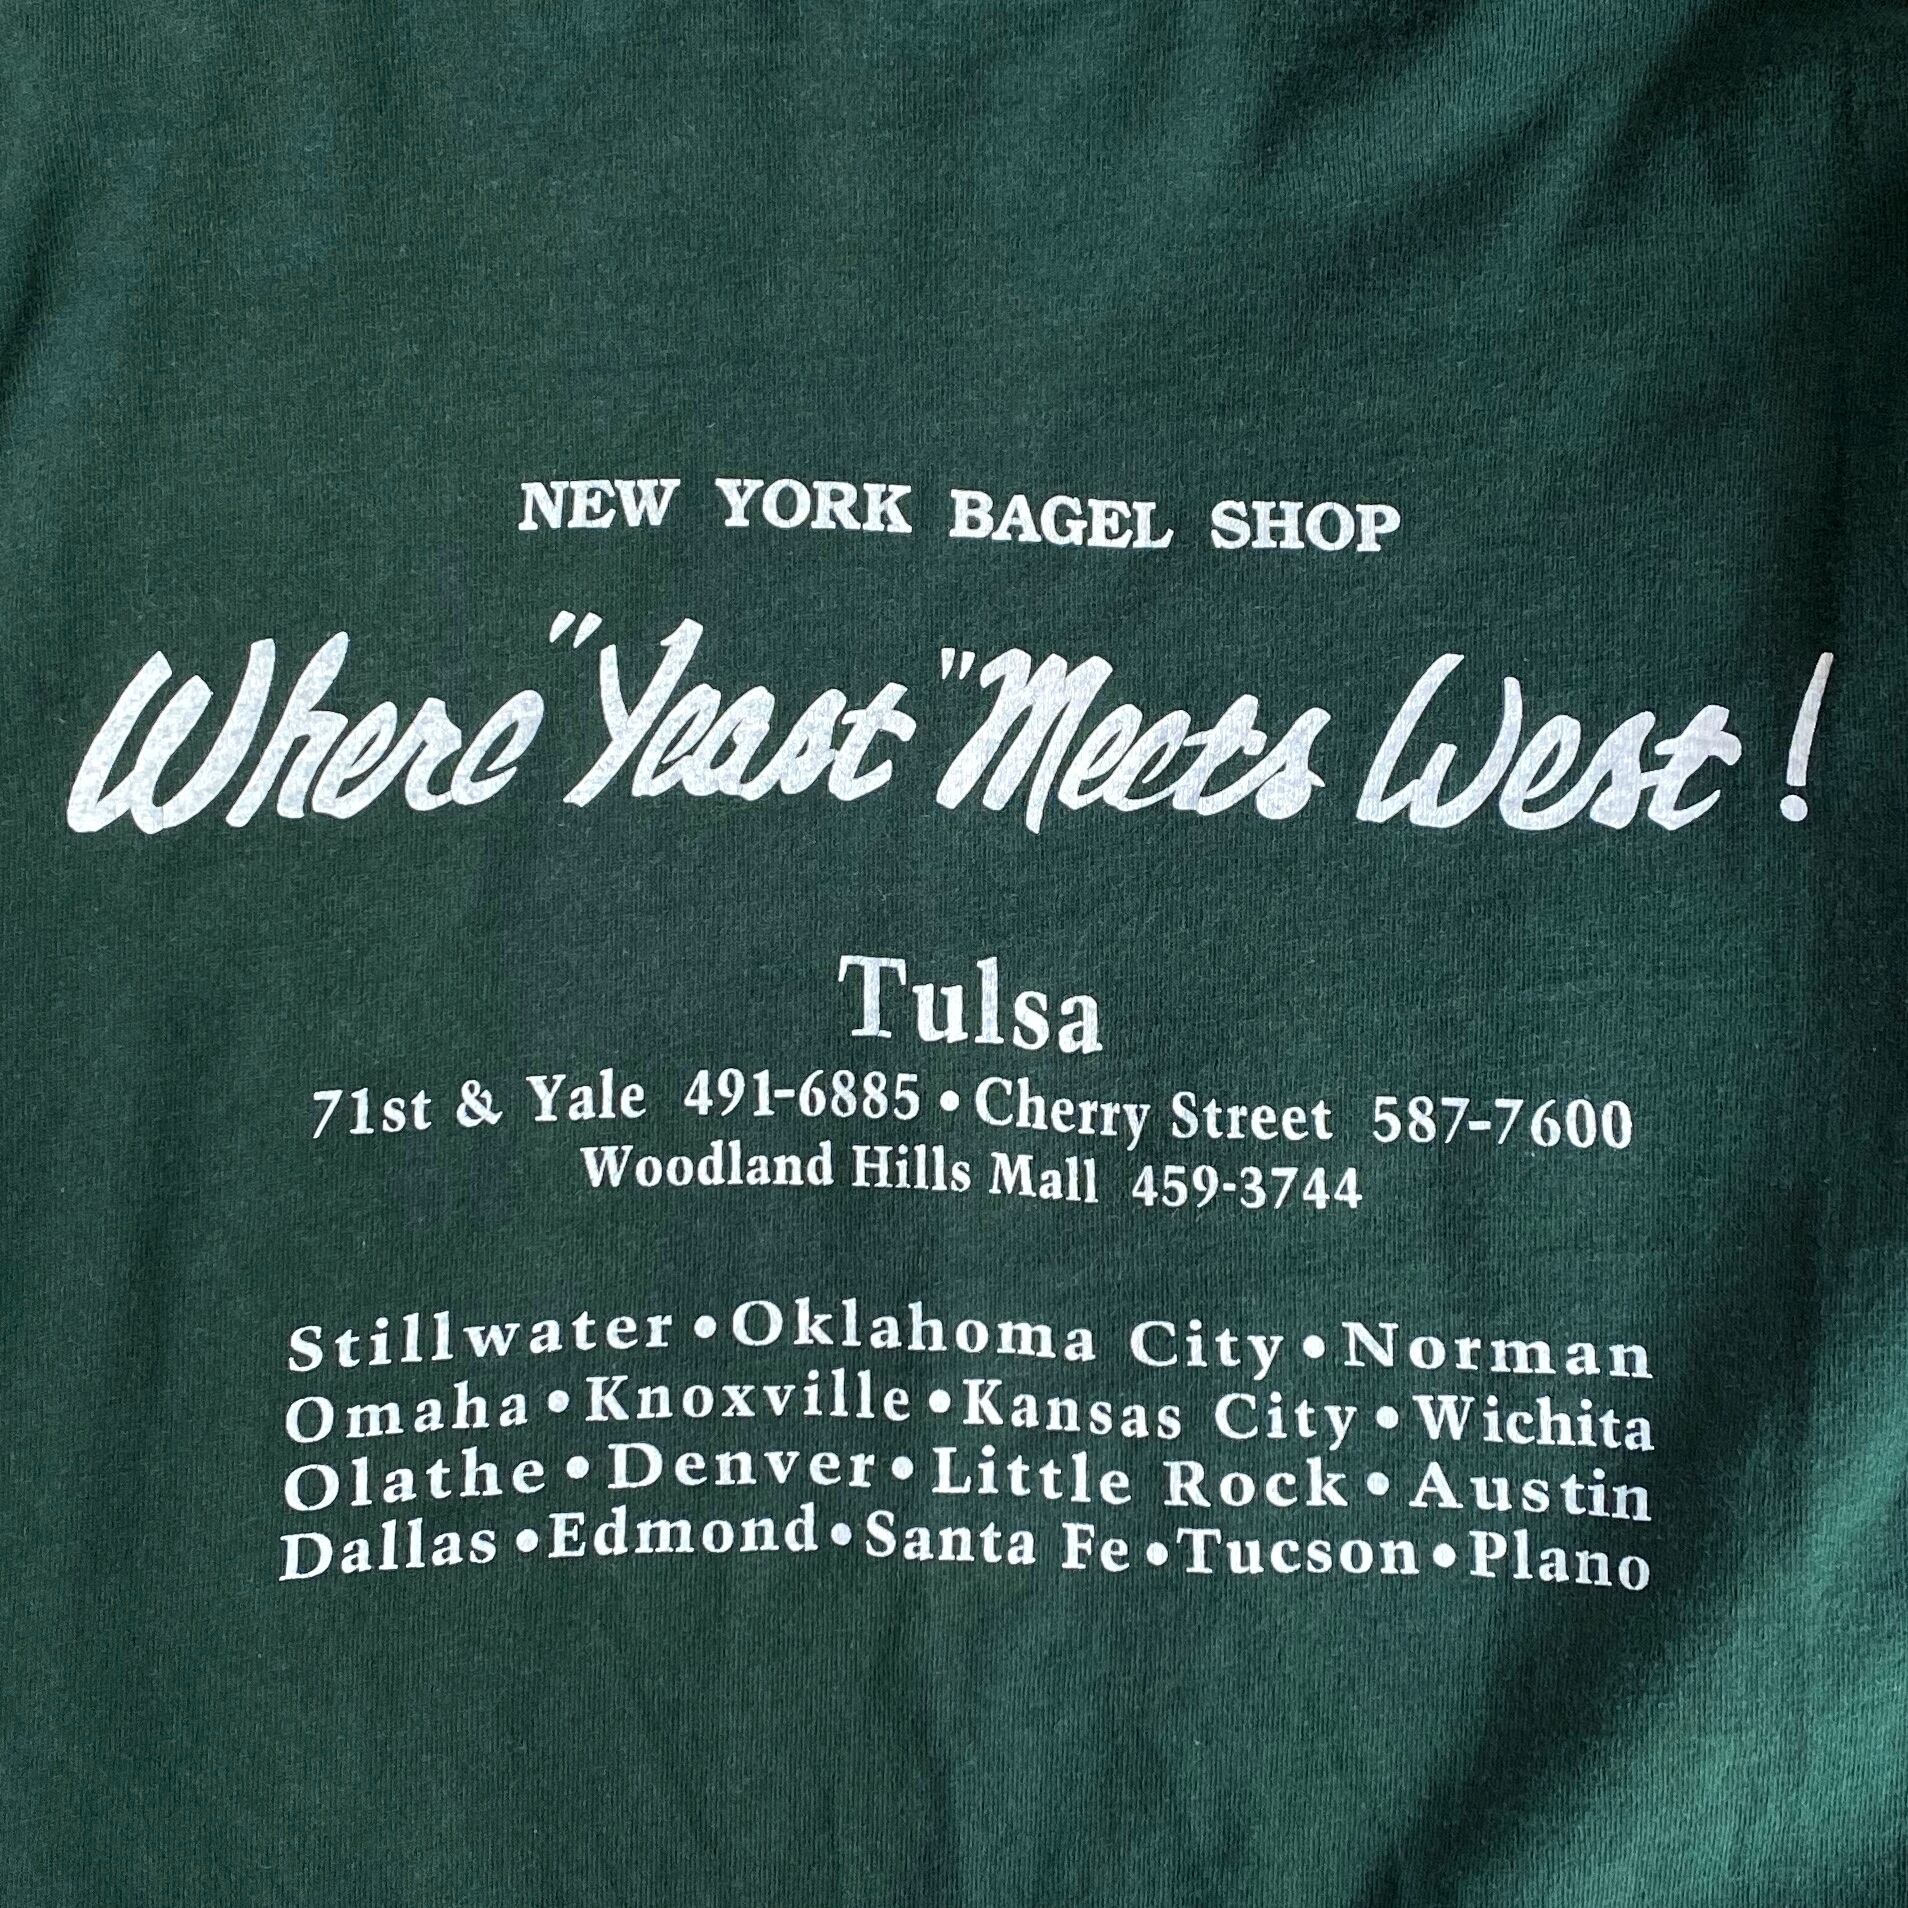 NEW YORK BAGEL SHOP
Where "Yeast" Meets West!
Tulsa
71st & Yale 491-6885 • Cherry Street 587-7600
Woodland Hills Mall 459-3744
Stillwater • Oklahoma City • Norman
Omaha • Knoxville • Kansas City • Wichita
Olathe • Denver • Little Rock • Austin
Dallas • Edmond • Santa Fe • Tucson • Plano